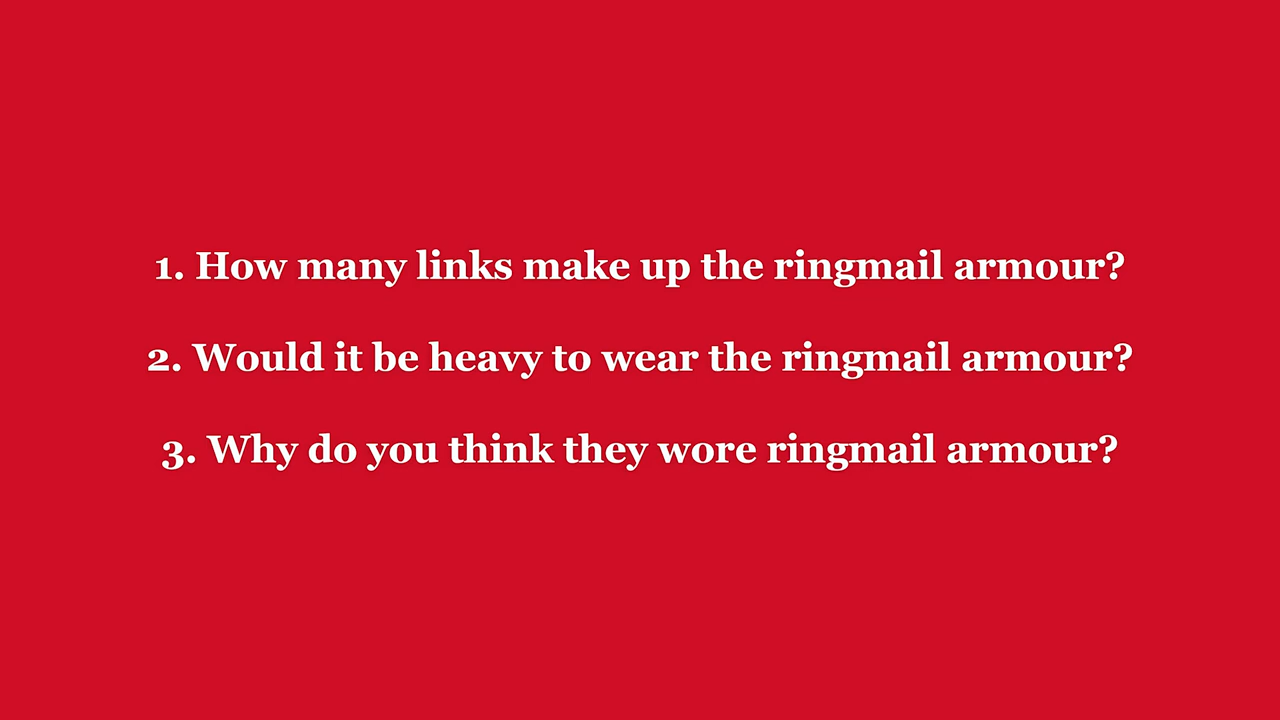 1. How many links make up the ringmail armour?
2. Would it be heavy to wear the ringmail armour?
3. Why do you think they wore ringmail armour?